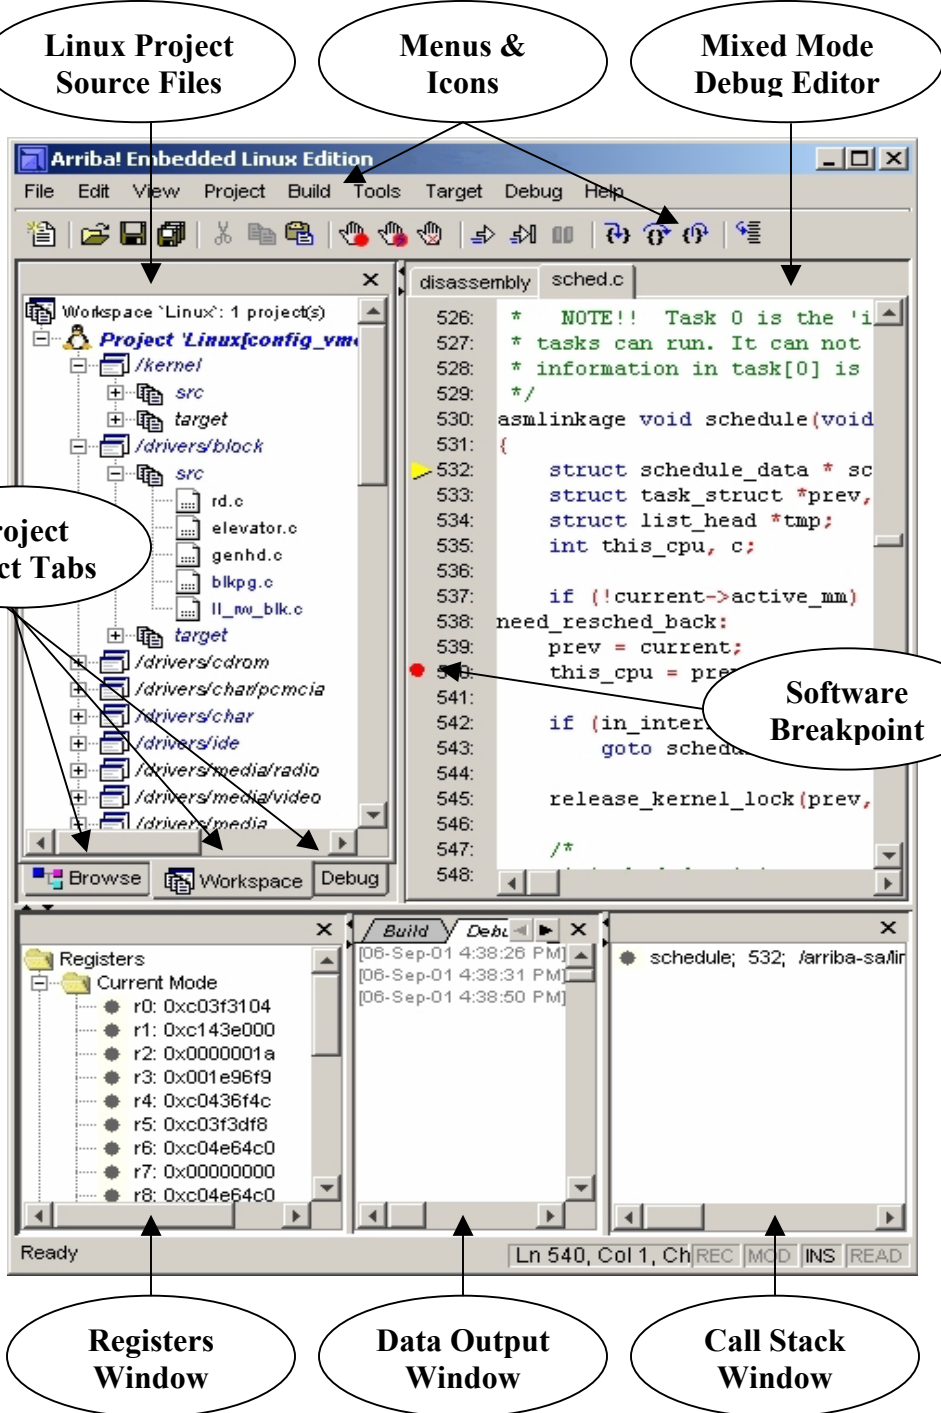 Linux Project
Source Files
Menus &
Icons
Mixed Mode
Debug Editor
Arriba! Embedded Linux Edition
File Edit View Project Build Tools Target Debug Help
disassembly sched.c
Workspace `Linux`: 1 project(s)
Project 'Linux[config_vm
/kernel
src
target
/drivers/block
src
rd.c
elevator.c
genhd.c
blkpg.c
ll_rw_blk.c
target
/drivers/cdrom
/drivers/char/pcmcia
/drivers/char
/drivers/ide
/drivers/media/radio
/drivers/media/video
/drivers/media
Browse Workspace Debug
oject
ct Tabs
526: * NOTE!! Task 0 is the 'i
527: * tasks can run. It can not
528: * information in task[0] is
529: */
530: asmlinkage void schedule(void
531: {
532: struct schedule_data * sc
533: struct task_struct *prev,
534: struct list_head *tmp;
535: int this_cpu, c;
536:
537: if (!current->active_mm)
538: need_resched_back:
539: prev = current;
540: this_cpu = pre
541:
542: if (in_inter
543: goto schedu
544:
545: release_kernel_lock(prev,
546:
547: /*
548:
Software
Breakpoint
Registers
Current Mode
r0: 0xc03f3104
r1: 0xc143e000
r2: 0x0000001a
r3: 0x001e96f9
r4: 0xc0436f4c
r5: 0xc03f3df8
r6: 0xc04e64c0
r7: 0x00000000
r8: 0xc04e64c0
Build Debu
[06-Sep-01 4:38:26 PM]
[06-Sep-01 4:38:31 PM]
[06-Sep-01 4:38:50 PM]
schedule; 532; /arriba-sa/lir
Ready Ln 540, Col 1, Ch REC MOD INS READ
Registers
Window
Data Output
Window
Call Stack
Window